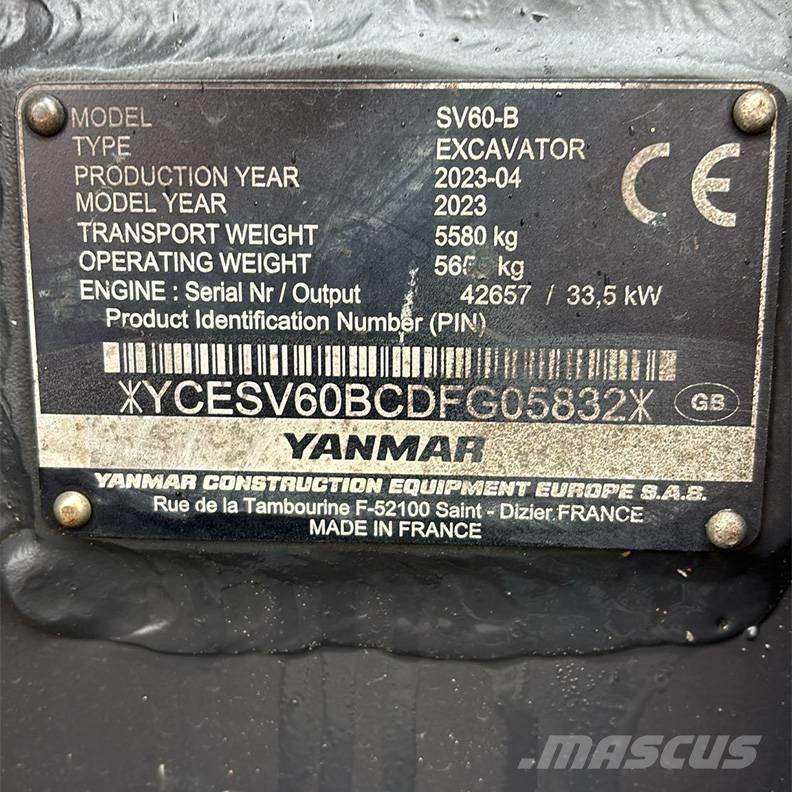 MODEL SV60-B
TYPE EXCAVATOR
PRODUCTION YEAR 2023-04
MODEL YEAR 2023
TRANSPORT WEIGHT 5580 kg
OPERATING WEIGHT kg
ENGINE : Serial Nr / Output 42657 / 33,5 kW
Product Identification Number (PIN)
*YCESV60BCDFG05832*
GB
YANMAR
YANMAR CONSTRUCTION EQUIPMENT EUROPE S.A.S.
Rue de la Tambourine F-52100 Saint - Dizier FRANCE
MADE IN FRANCE
CE
MASCUS